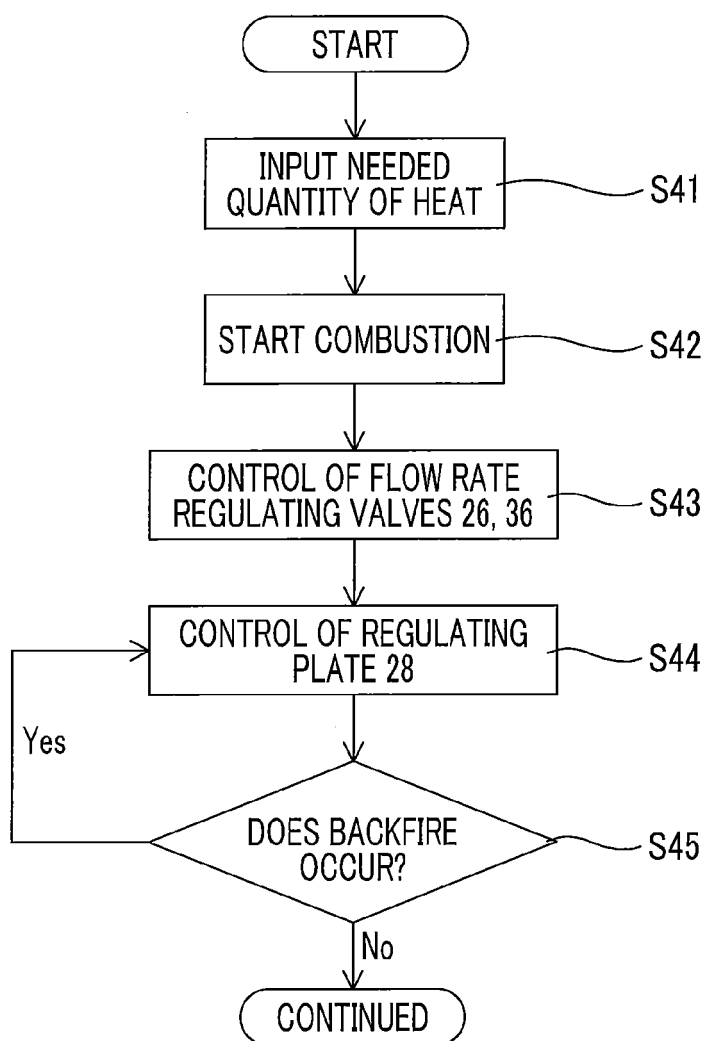 START
INPUT NEEDED
QUANTITY OF HEAT
S41
START COMBUSTION
S42
CONTROL OF FLOW RATE
REGULATING VALVES 26, 36
S43
CONTROL OF REGULATING
PLATE 28
S44
Yes
DOES BACKFIRE
OCCUR?
S45
No
CONTINUED